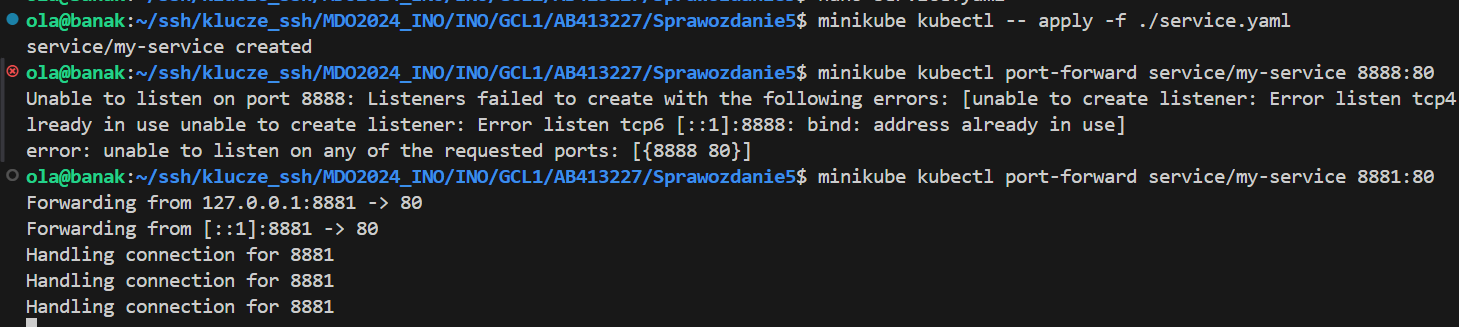 ola@banak:~/ssh/klucze_ssh/MDO2024_INO/INO/GCL1/AB413227/Sprawozdanie5$ minikube kubectl -- apply -f ./service.yaml
service/my-service created
ola@banak:~/ssh/klucze_ssh/MDO2024_INO/INO/GCL1/AB413227/Sprawozdanie5$ minikube kubectl port-forward service/my-service 8888:80
Unable to listen on port 8888: Listeners failed to create with the following errors: [unable to create listener: Error listen tcp4
lready in use unable to create listener: Error listen tcp6 [::1]:8888: bind: address already in use]
error: unable to listen on any of the requested ports: [{8888 80}]
ola@banak:~/ssh/klucze_ssh/MDO2024_INO/INO/GCL1/AB413227/Sprawozdanie5$ minikube kubectl port-forward service/my-service 8881:80
Forwarding from 127.0.0.1:8881 -> 80
Forwarding from [::1]:8881 -> 80
Handling connection for 8881
Handling connection for 8881
Handling connection for 8881